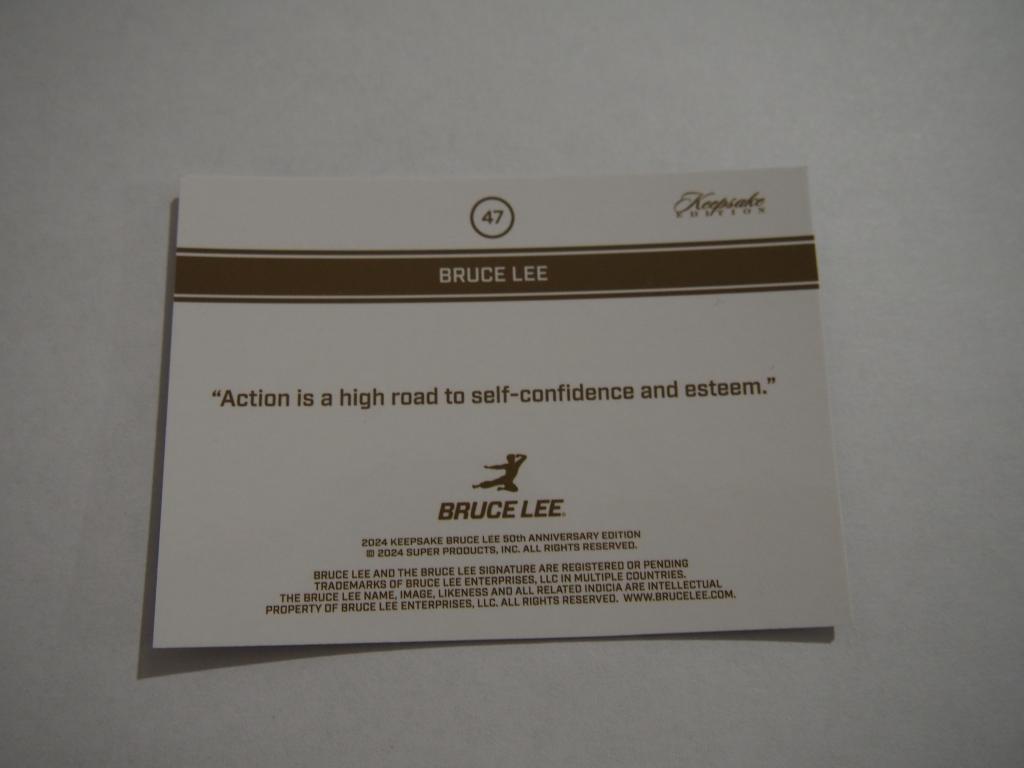 47
Keepsake
EDITION
BRUCE LEE
“Action is a high road to self-confidence and esteem.”
BRUCE LEE®
2024 KEEPSAKE BRUCE LEE 50th ANNIVERSARY EDITION
© 2024 SUPER PRODUCTS, INC. ALL RIGHTS RESERVED.
BRUCE LEE AND THE BRUCE LEE SIGNATURE ARE REGISTERED OR PENDING
TRADEMARKS OF BRUCE LEE ENTERPRISES, LLC IN MULTIPLE COUNTRIES.
THE BRUCE LEE NAME, IMAGE, LIKENESS AND ALL RELATED INDICIA ARE INTELLECTUAL
PROPERTY OF BRUCE LEE ENTERPRISES, LLC. ALL RIGHTS RESERVED. WWW.BRUCELEE.COM.